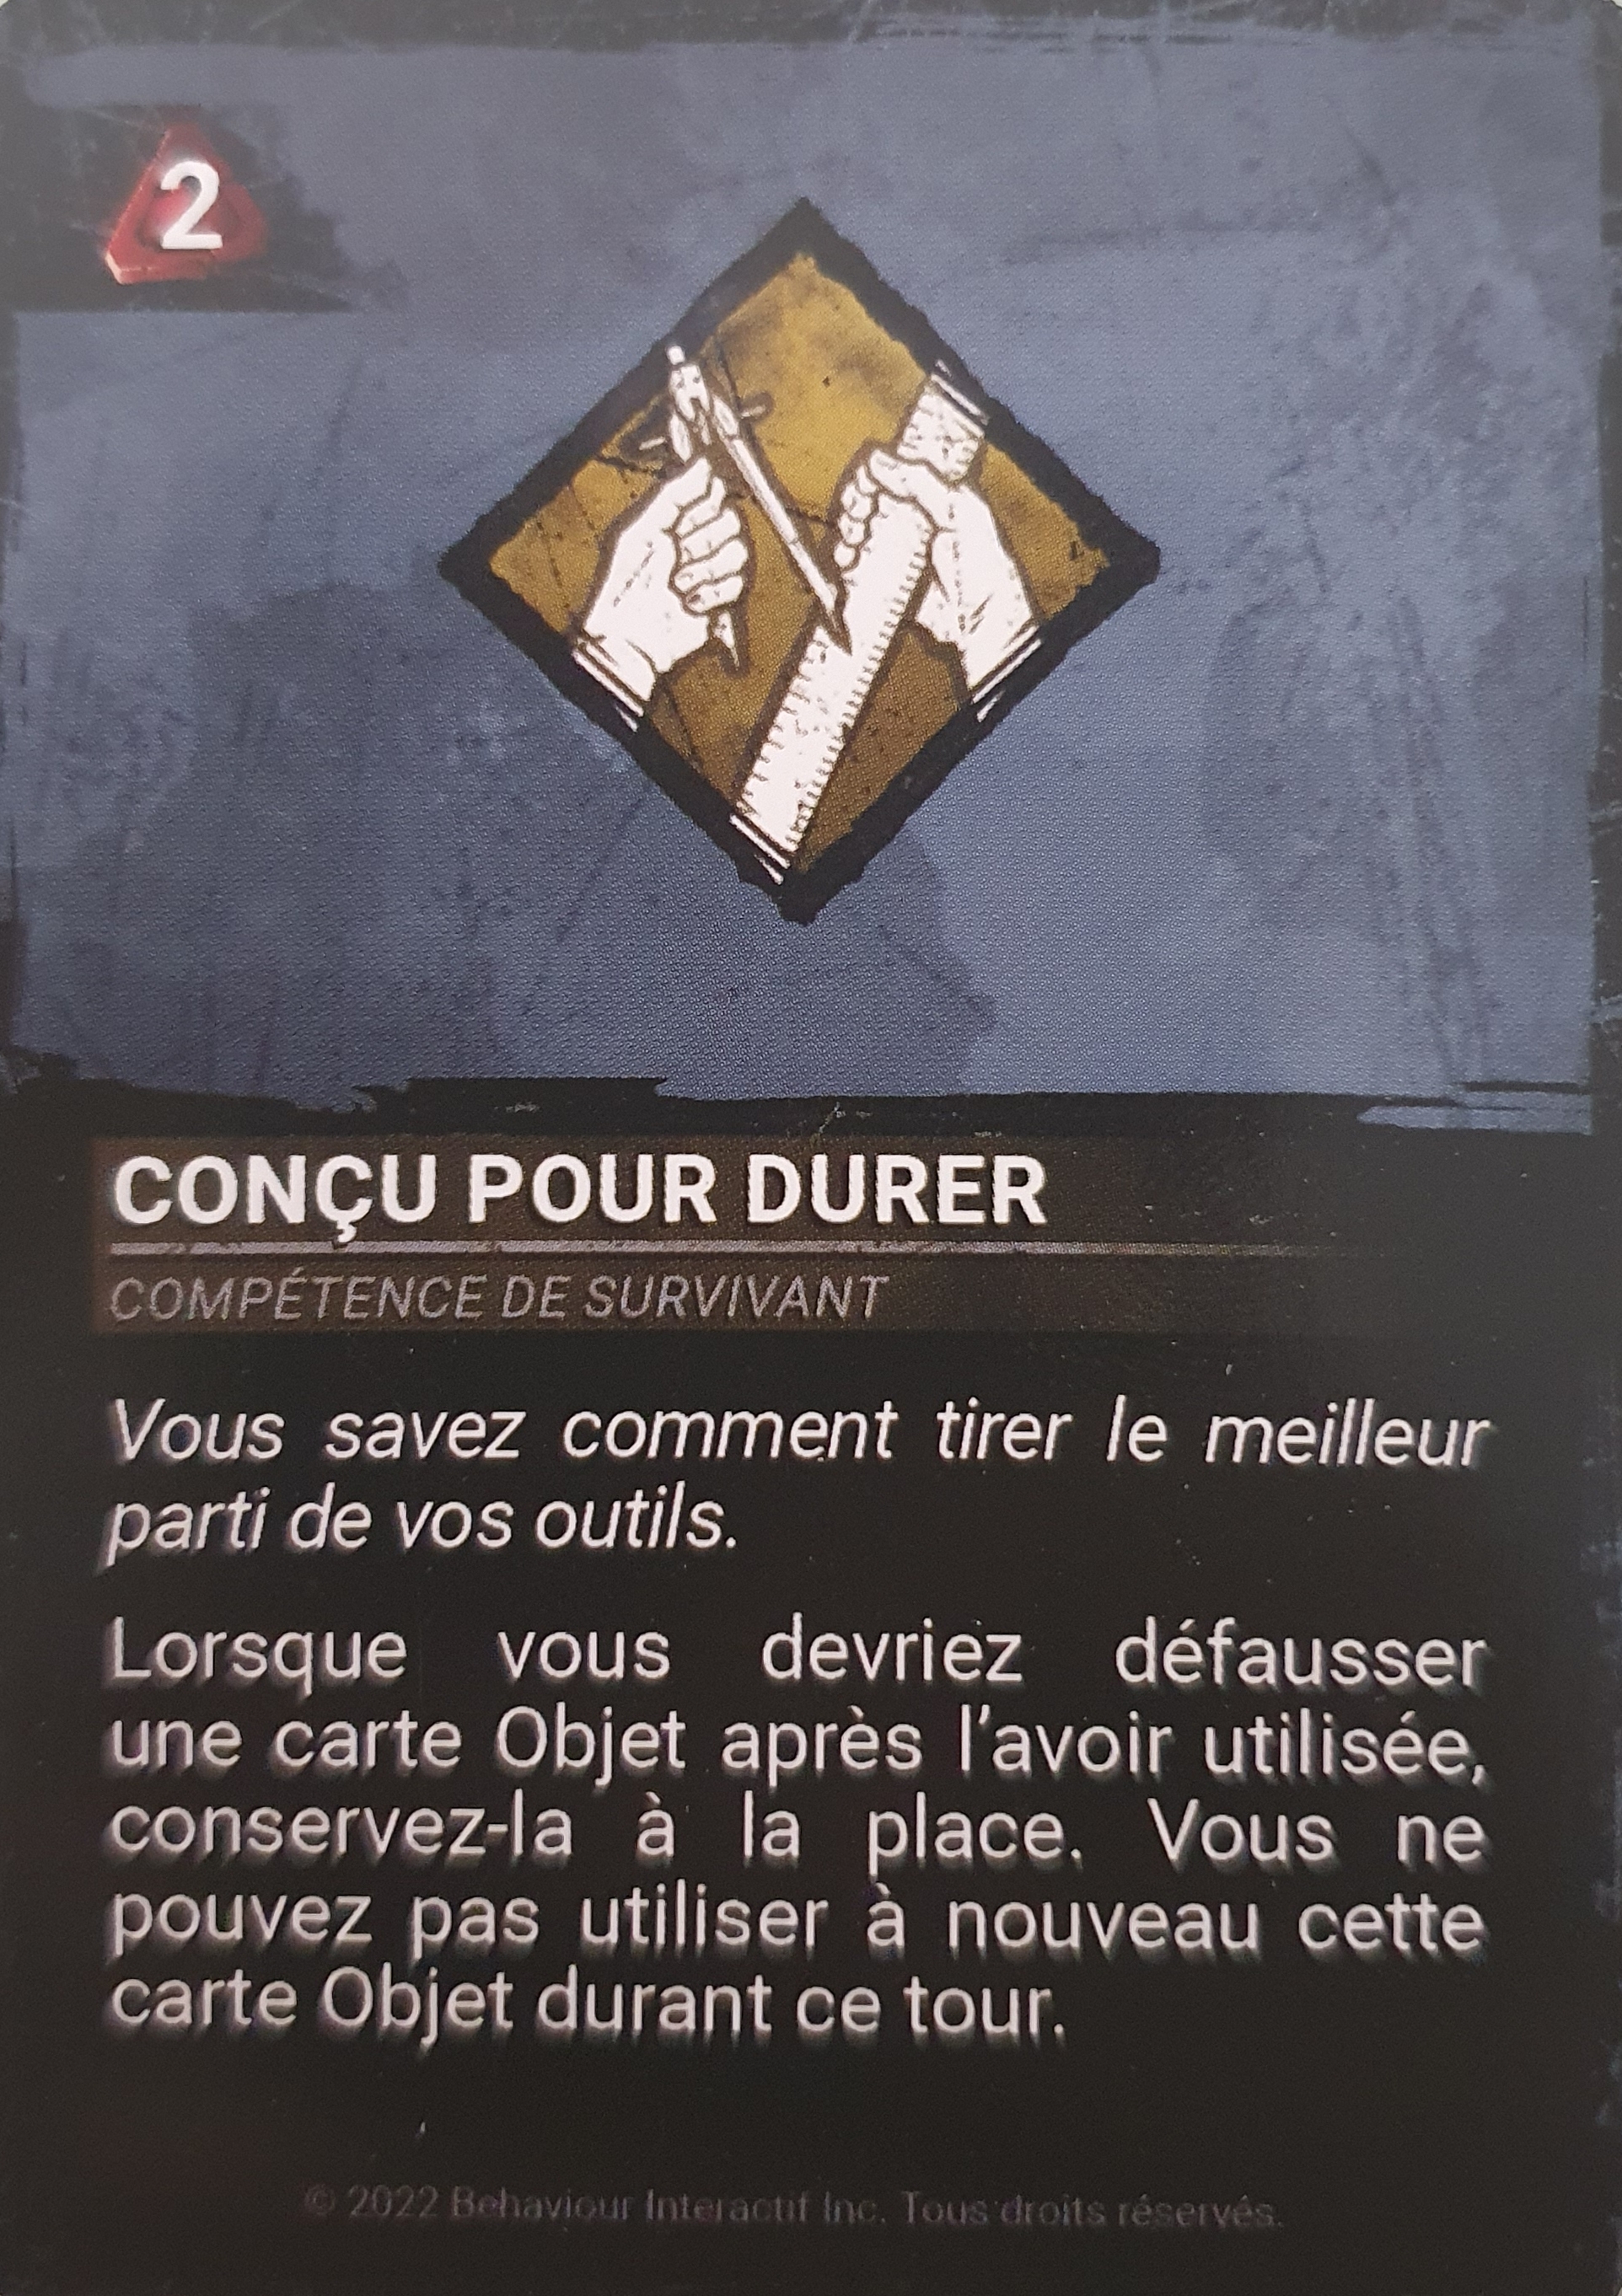 2
CONÇU POUR DURER
COMPÉTENCE DE SURVIVANT
Vous savez comment tirer le meilleur
parti de vos outils.
Lorsque vous devriez défausser
une carte Objet après l'avoir utilisée,
conservez-la à la place. Vous ne
pouvez pas utiliser à nouveau cette
carte Objet durant ce tour.
© 2022 Behaviour Interactif Inc. Tous droits réservés.